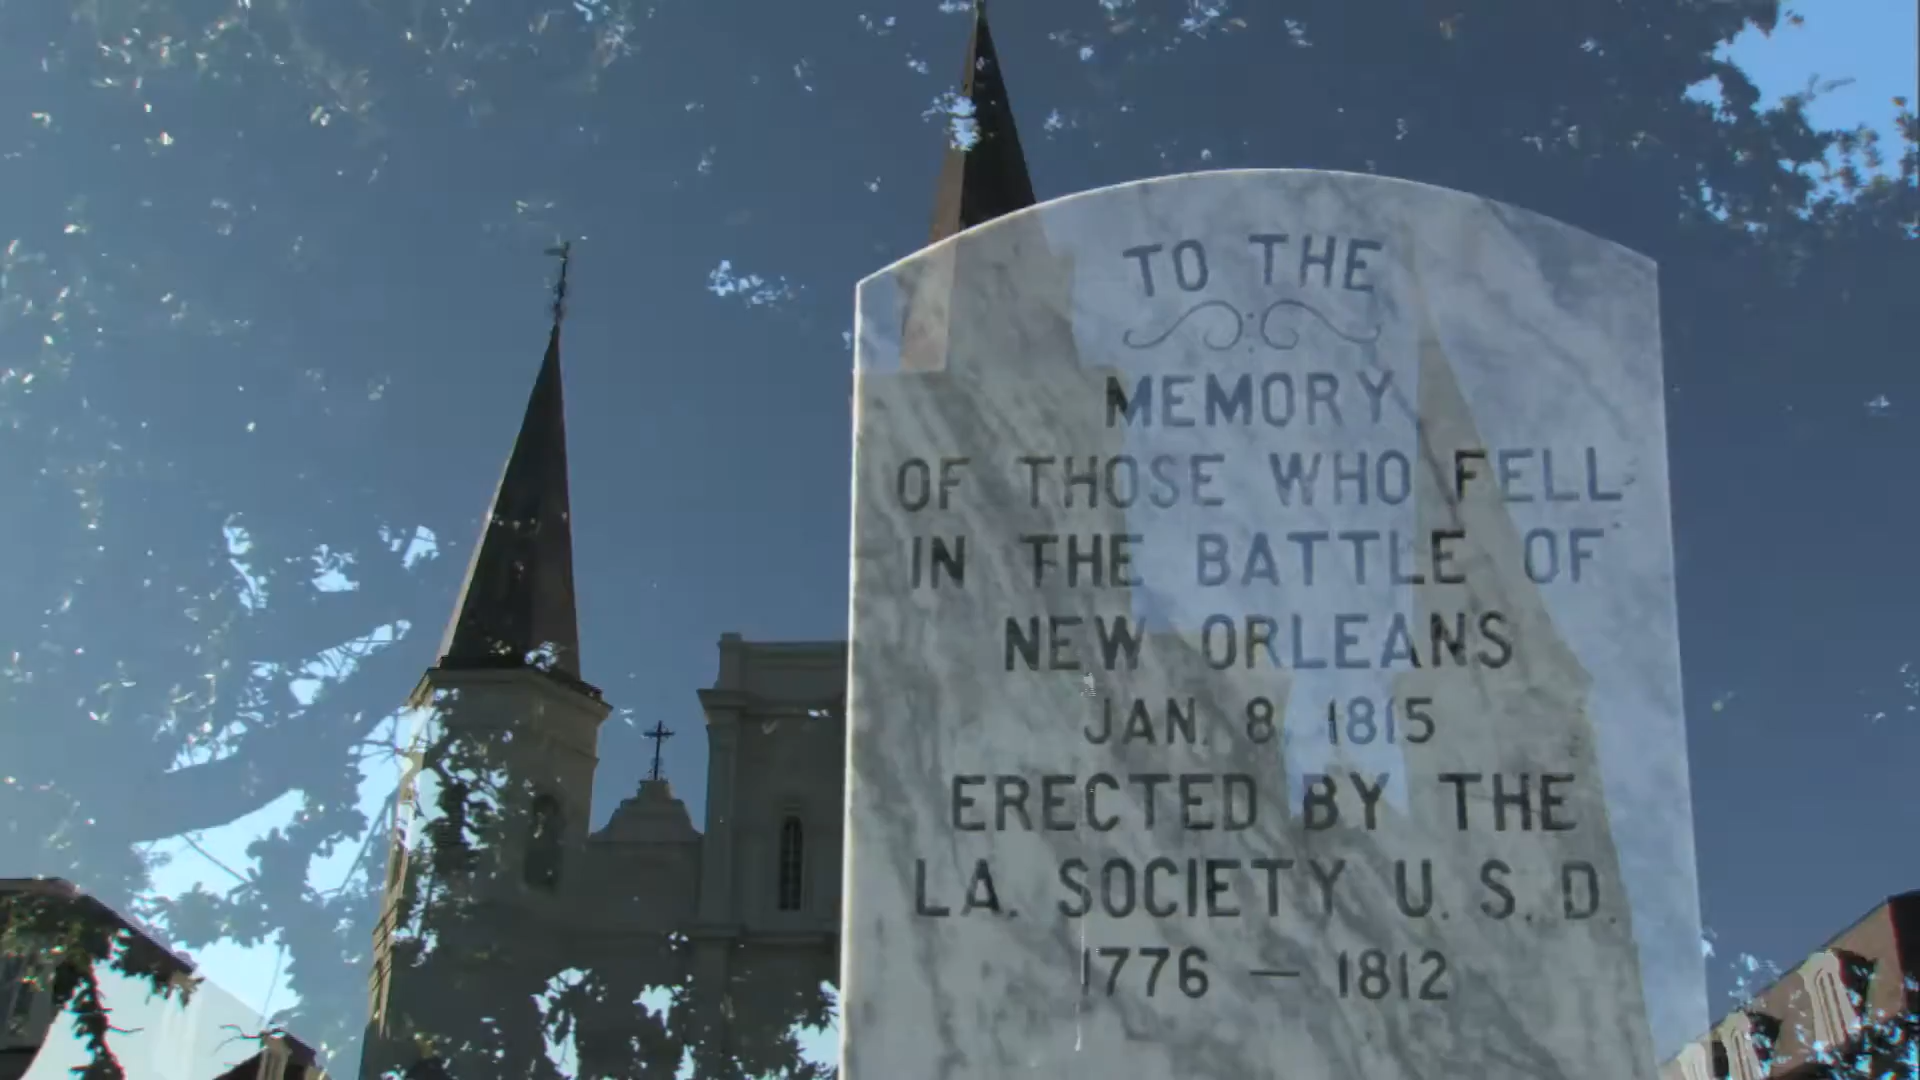 TO THE
MEMORY
OF THOSE WHO FELL
IN THE BATTLE OF
NEW ORLEANS
JAN. 8, 1815
ERECTED BY THE
LA. SOCIETY U. S. D.
1776 — 1812